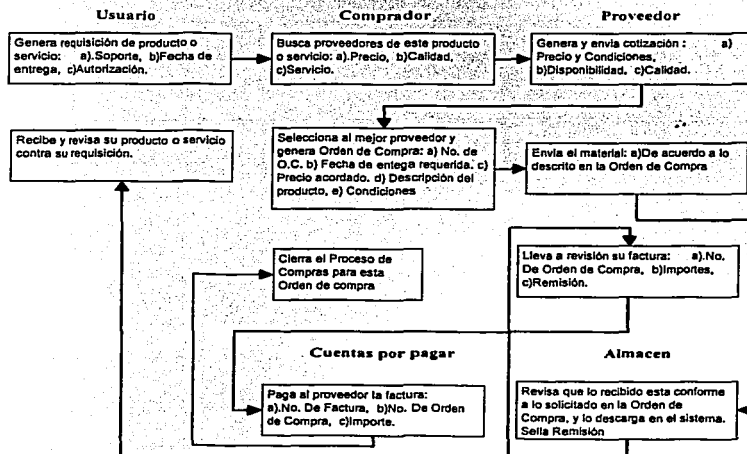 Usuario
Comprador
Proveedor
Genera requisición de producto o
servicio: a).Soporte, b)Fecha de
entrega, c)Autorización.
Busca proveedores de este producto
o servicio: a).Precio, b)Calidad,
c)Servicio.
Genera y envia cotización : a)
Precio y Condiciones,
b)Disponibilidad, c)Calidad.
Recibe y revisa su producto o servicio
contra su requisición.
Selecciona al mejor proveedor y
genera Orden de Compra: a) No. de
O.C. b) Fecha de entega requerida. c)
Precio acordado. d) Descripción del
producto, e) Condiciones
Envia el material: a)De acuerdo a lo
descrito en la Orden de Compra
Cierra el Proceso de
Compras para esta
Orden de compra
Lleva a revisión su factura: a).No.
De Orden de Compra, b)Importes,
c)Remisión.
Cuentas por pagar
Almacen
Paga al proveedor la factura:
a).No. De Factura, b)No. De Orden
de Compra, c)Importe.
Revisa que lo recibido esta conforme
a lo solicitado en la Orden de
Compra, y lo descarga en el sistema.
Sella Remisión